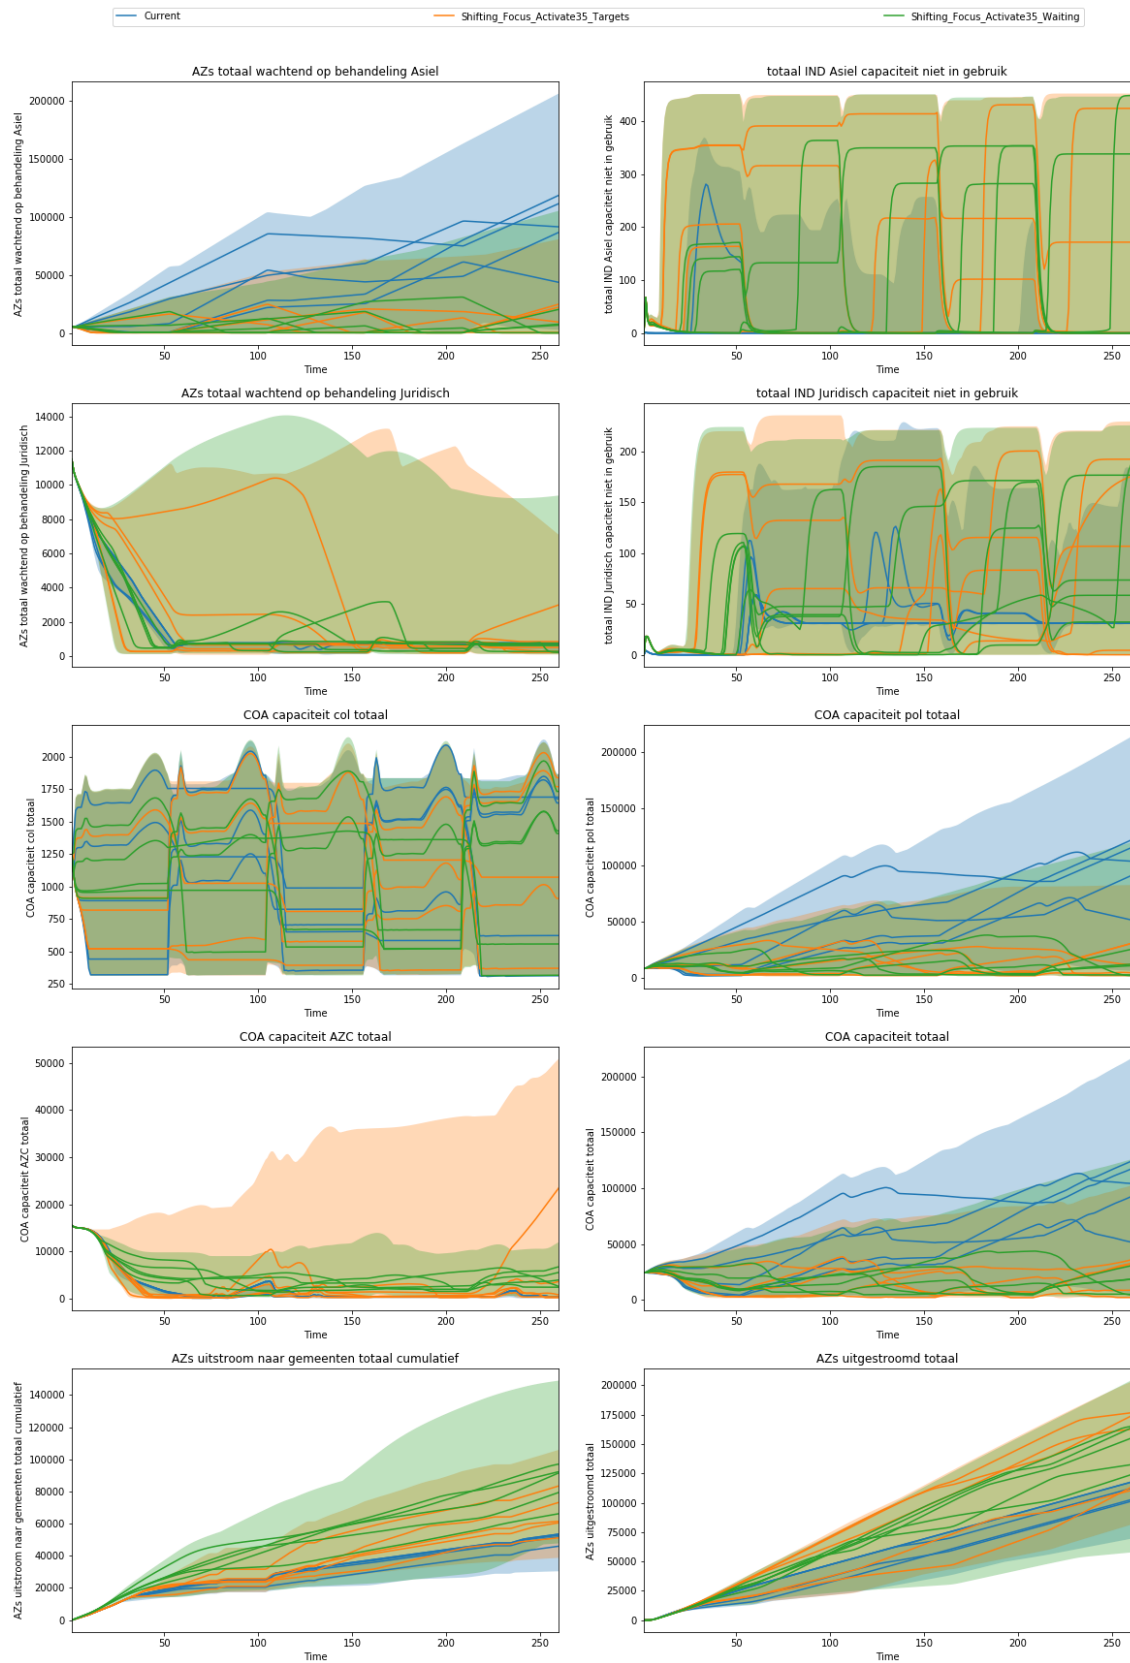 Current Shifting_Focus_Activate35_Targets Shifting_Focus_Activate35_Waiting
AZs totaal wachtend op behandeling Asiel
AZs totaal wachtend op behandeling Asiel
200000
150000
100000
50000
0
50 100 150 200 250
Time
totaal IND Asiel capaciteit niet in gebruik
totaal IND Asiel capaciteit niet in gebruik
400
300
200
100
0
50 100 150 200 250
Time
AZs totaal wachtend op behandeling Juridisch
AZs totaal wachtend op behandeling Juridisch
14000
12000
10000
8000
6000
4000
2000
0
50 100 150 200 250
Time
totaal IND Juridisch capaciteit niet in gebruik
totaal IND Juridisch capaciteit niet in gebruik
200
150
100
50
0
50 100 150 200 250
Time
COA capaciteit col totaal
COA capaciteit col totaal
2000
1750
1500
1250
1000
750
500
250
50 100 150 200 250
Time
COA capaciteit pol totaal
COA capaciteit pol totaal
200000
150000
100000
50000
0
50 100 150 200 250
Time
COA capaciteit AZC totaal
COA capaciteit AZC totaal
50000
40000
30000
20000
10000
0
50 100 150 200 250
Time
COA capaciteit totaal
COA capaciteit totaal
200000
150000
100000
50000
0
50 100 150 200 250
Time
AZs uitstroom naar gemeenten totaal cumulatief
AZs uitstroom naar gemeenten totaal cumulatief
140000
120000
100000
80000
60000
40000
20000
0
50 100 150 200 250
Time
AZs uitgestroomd totaal
AZs uitgestroomd totaal
200000
175000
150000
125000
100000
75000
50000
25000
0
50 100 150 200 250
Time